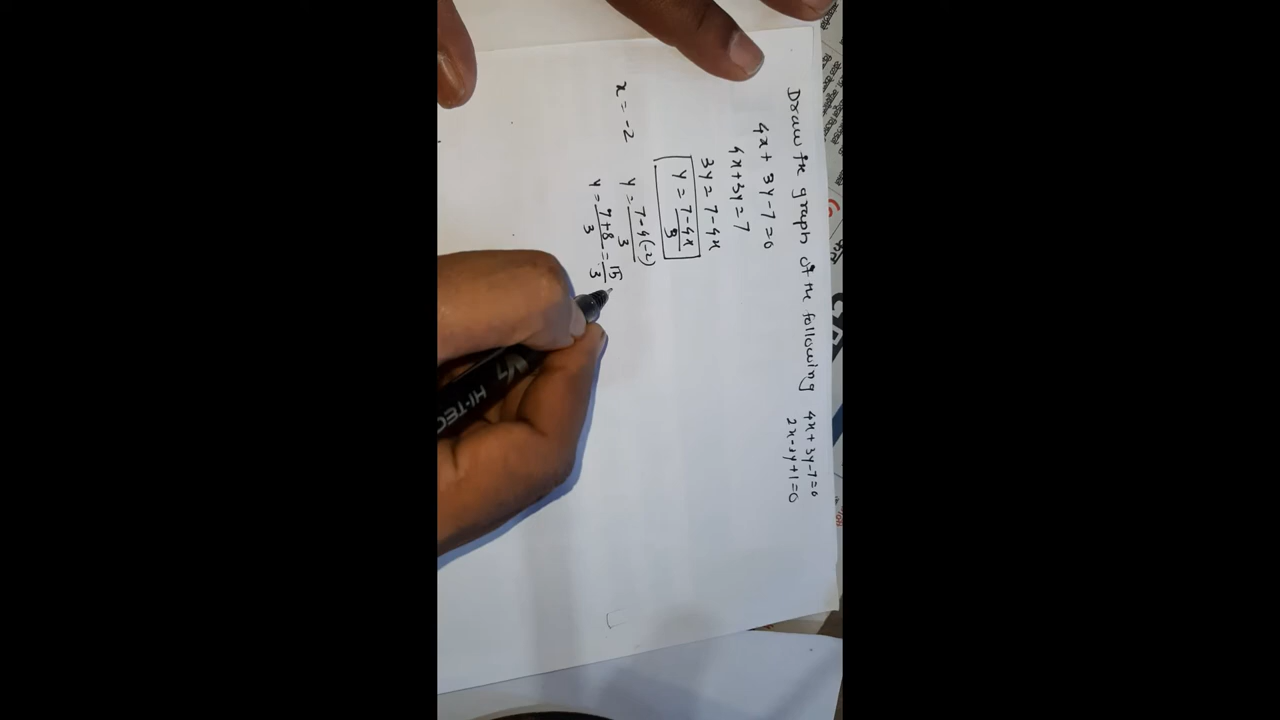 Draw the graph of the following 4x+3y-7=0
2x-3y+1=0
4x+3y-7=0
4x+3y=7
3y=7-4x
y=7-4x/3
x=-2
y=7-4(-2)/3
y=7+8/3=15/3
V7 HI-TEC